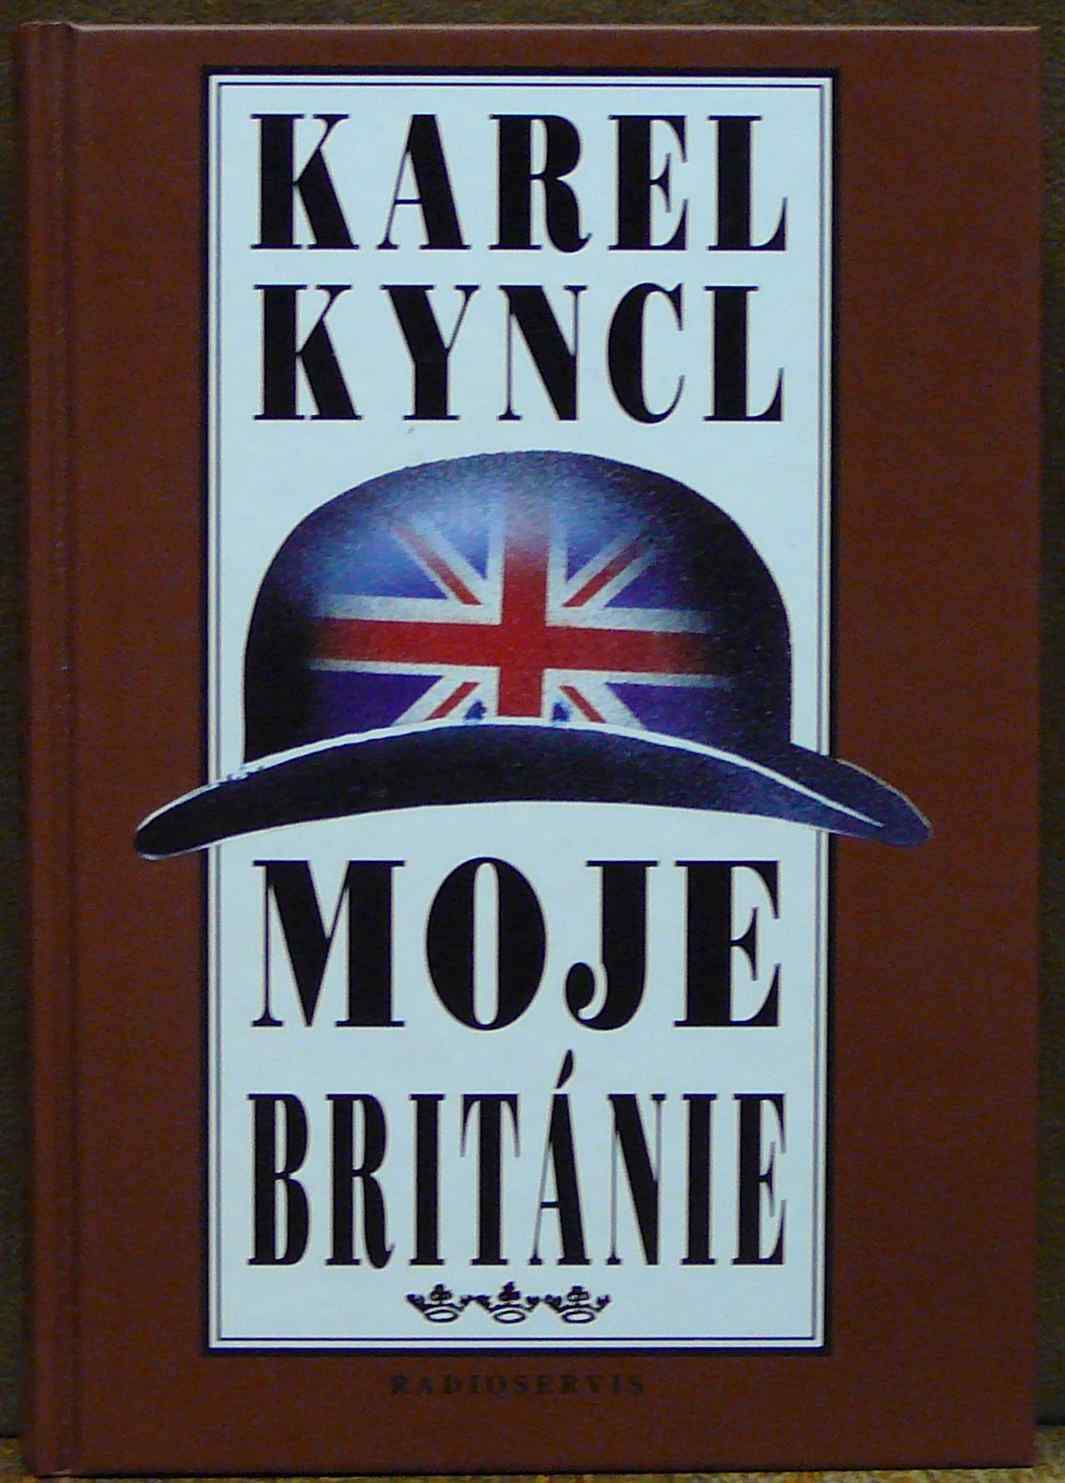 KAREL
KYNCL
MOJE
BRITÁNIE
RADIOSERVIS